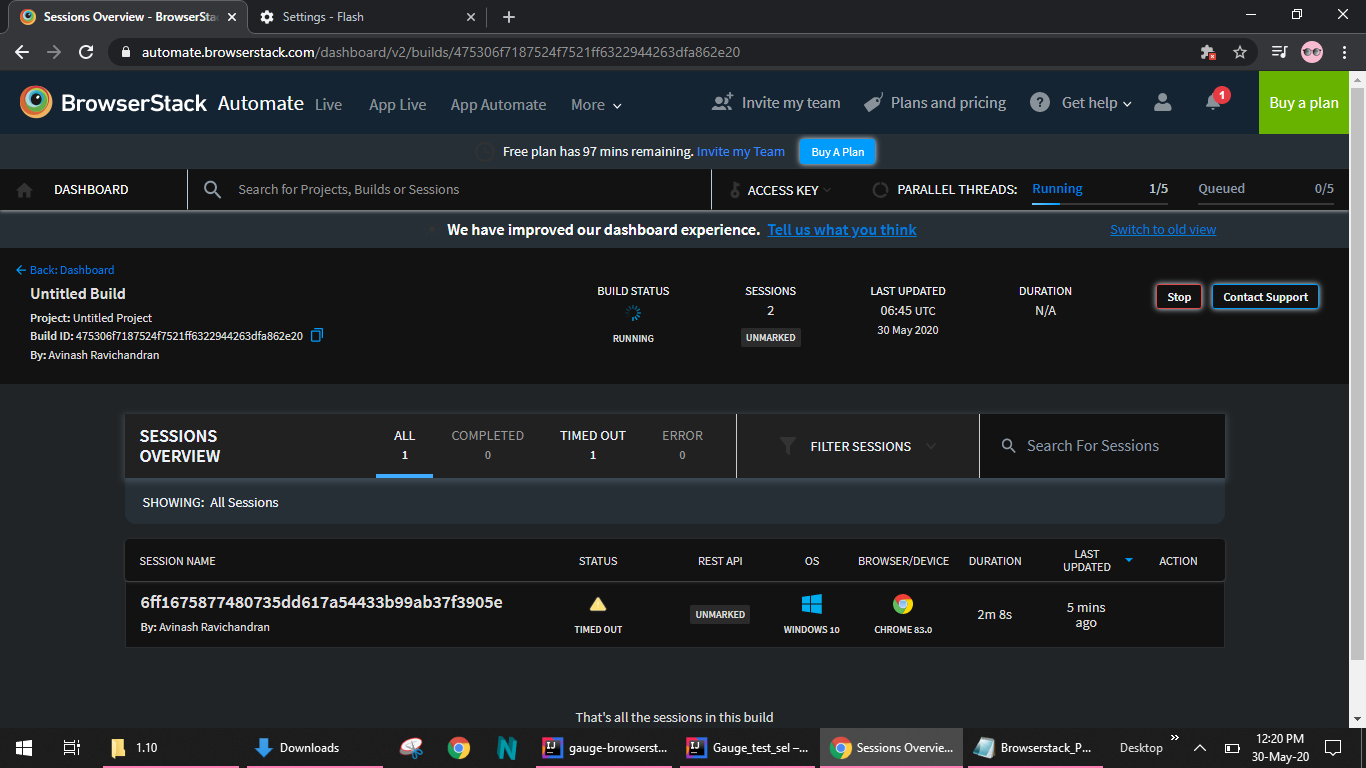 Sessions Overview - BrowserSta
Settings - Flash
automate.browserstack.com/dashboard/v2/builds/475306f7187524f7521ff6322944263dfa862e20
BrowserStack Automate Live App Live App Automate More Invite my team Plans and pricing ? Get help 1 Buy a plan
Free plan has 97 mins remaining. Invite my Team Buy A Plan
DASHBOARD Search for Projects, Builds or Sessions ACCESS KEY PARALLEL THREADS: Running 1/5 Queued 0/5
We have improved our dashboard experience. Tell us what you think Switch to old view
Back: Dashboard
Untitled Build
Project: Untitled Project
Build ID: 475306f7187524f7521ff6322944263dfa862e20
By: Avinash Ravichandran
BUILD STATUS
RUNNING
SESSIONS
2
UNMARKED
LAST UPDATED
06:45 UTC
30 May 2020
DURATION
N/A
Stop
Contact Support
SESSIONS
OVERVIEW
ALL
1
COMPLETED
0
TIMED OUT
1
ERROR
0
FILTER SESSIONS
Search For Sessions
SHOWING: All Sessions
SESSION NAME STATUS REST API OS BROWSER/DEVICE DURATION LAST
UPDATED ACTION
6ff1675877480735dd617a54433b99ab37f3905e
By: Avinash Ravichandran
TIMED OUT
UNMARKED
WINDOWS 10
CHROME 83.0
2m 8s
5 mins
ago
That's all the sessions in this build
1.10
Downloads
gauge-browserst...
Gauge_test_sel –...
Sessions Overvie...
Browserstack_P...
Desktop
12:20 PM
30-May-20